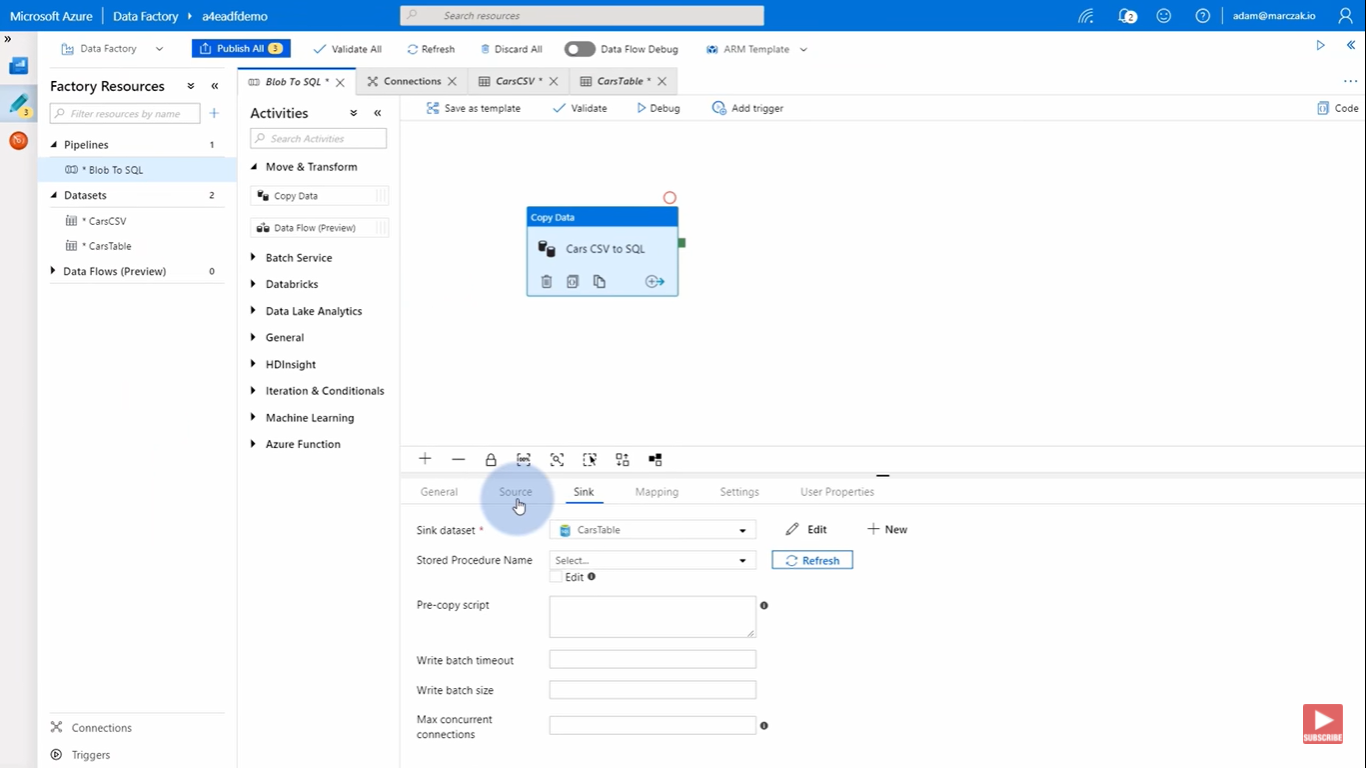 Microsoft Azure Data Factory a4eadfdemo Search resources 2 adam@marczak.io
Data Factory Publish All 3 Validate All Refresh Discard All Data Flow Debug ARM Template
Factory Resources
Filter resources by name
3
Pipelines 1
* Blob To SQL
Datasets 2
* CarsCSV
* CarsTable
Data Flows (Preview) 0
Connections
Triggers
Blob To SQL * Connections CarsCSV * CarsTable *
Activities
Search Activities
Move & Transform
Copy Data
Data Flow (Preview)
Batch Service
Databricks
Data Lake Analytics
General
HDInsight
Iteration & Conditionals
Machine Learning
Azure Function
Save as template Validate Debug Add trigger Code
Copy Data
Cars CSV to SQL
100%
General Source Sink Mapping Settings User Properties
Sink dataset * CarsTable Edit New
Stored Procedure Name Select... Refresh
Edit
Pre-copy script
Write batch timeout
Write batch size
Max concurrent
connections
SUBSCRIBE